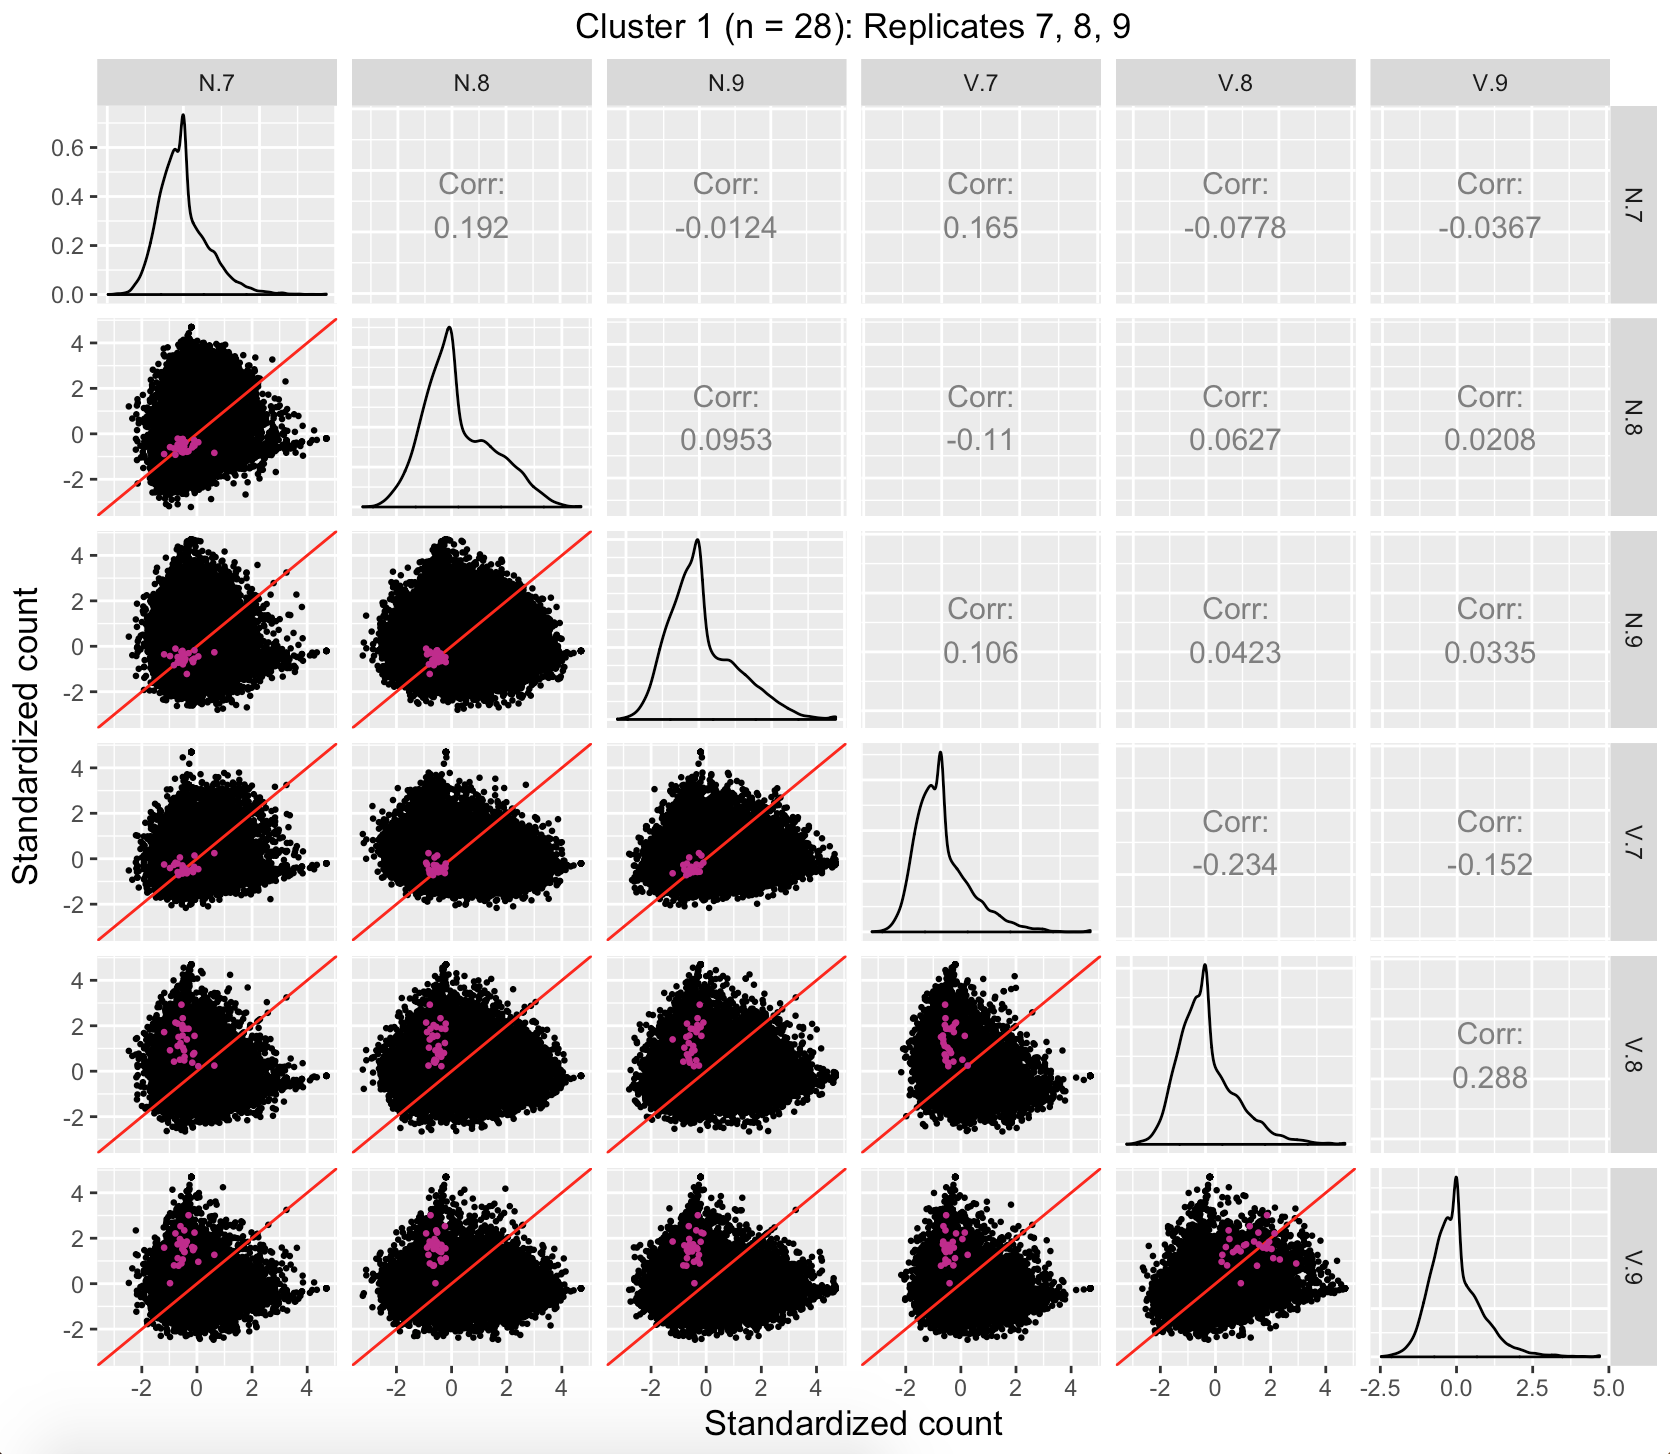 Cluster 1 (n = 28): Replicates 7, 8, 9
N.7 N.8 N.9 V.7 V.8 V.9
0.6
0.4
0.2
0.0
Corr:
0.192
Corr:
-0.0124
Corr:
0.165
Corr:
-0.0778
Corr:
-0.0367
N.7
4
2
0
-2
Corr:
0.0953
Corr:
-0.11
Corr:
0.0627
Corr:
0.0208
N.8
4
2
0
-2
Corr:
0.106
Corr:
0.0423
Corr:
0.0335
N.9
Standardized count
4
2
0
-2
Corr:
-0.234
Corr:
-0.152
V.7
4
2
0
-2
Corr:
0.288
V.8
4
2
0
-2
V.9
-2 0 2 4 -2 0 2 4 -2 0 2 4 -2 0 2 4 -2 0 2 4 -2.5 0.0 2.5 5.0
Standardized count